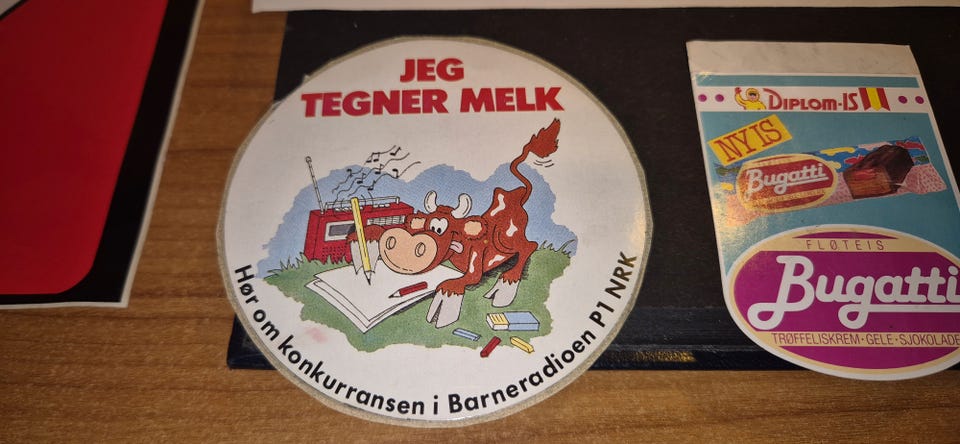 JEG
TEGNER MELK
Hør om konkurransen i Barneradioen P1 NRK
DIPLOM-IS
NY IS
Bugatti
FLØTEIS
Bugatti
TRØFFELISKREM · GELE · SJOKOLADE